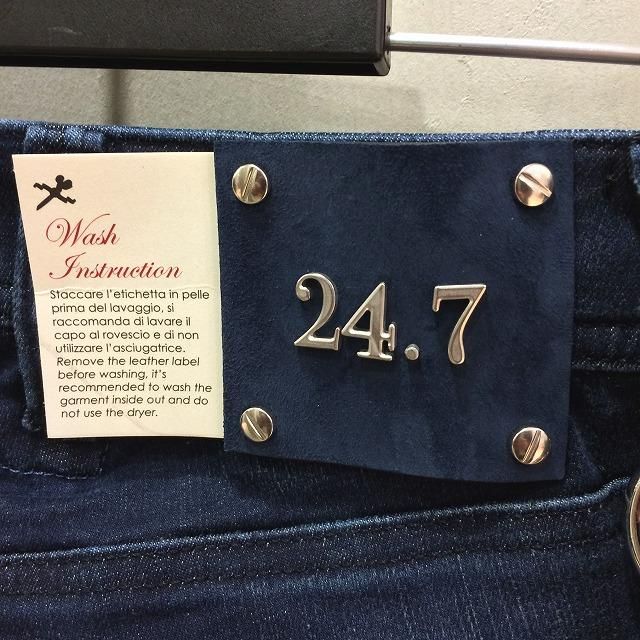 Wash
Instruction
Staccare l'etichetta in pelle
prima del lavaggio, si
raccomanda di lavare il
capo al rovescio e di non
utilizzare l'asciugatrice.
Remove the leather label
before washing, it's
recommended to wash the
garment inside out and do
not use the dryer.
24.7